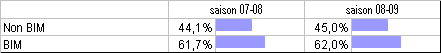 saison 07-08 saison 08-09
Non BIM 44,1% 45,0%
BIM 61,7% 62,0%